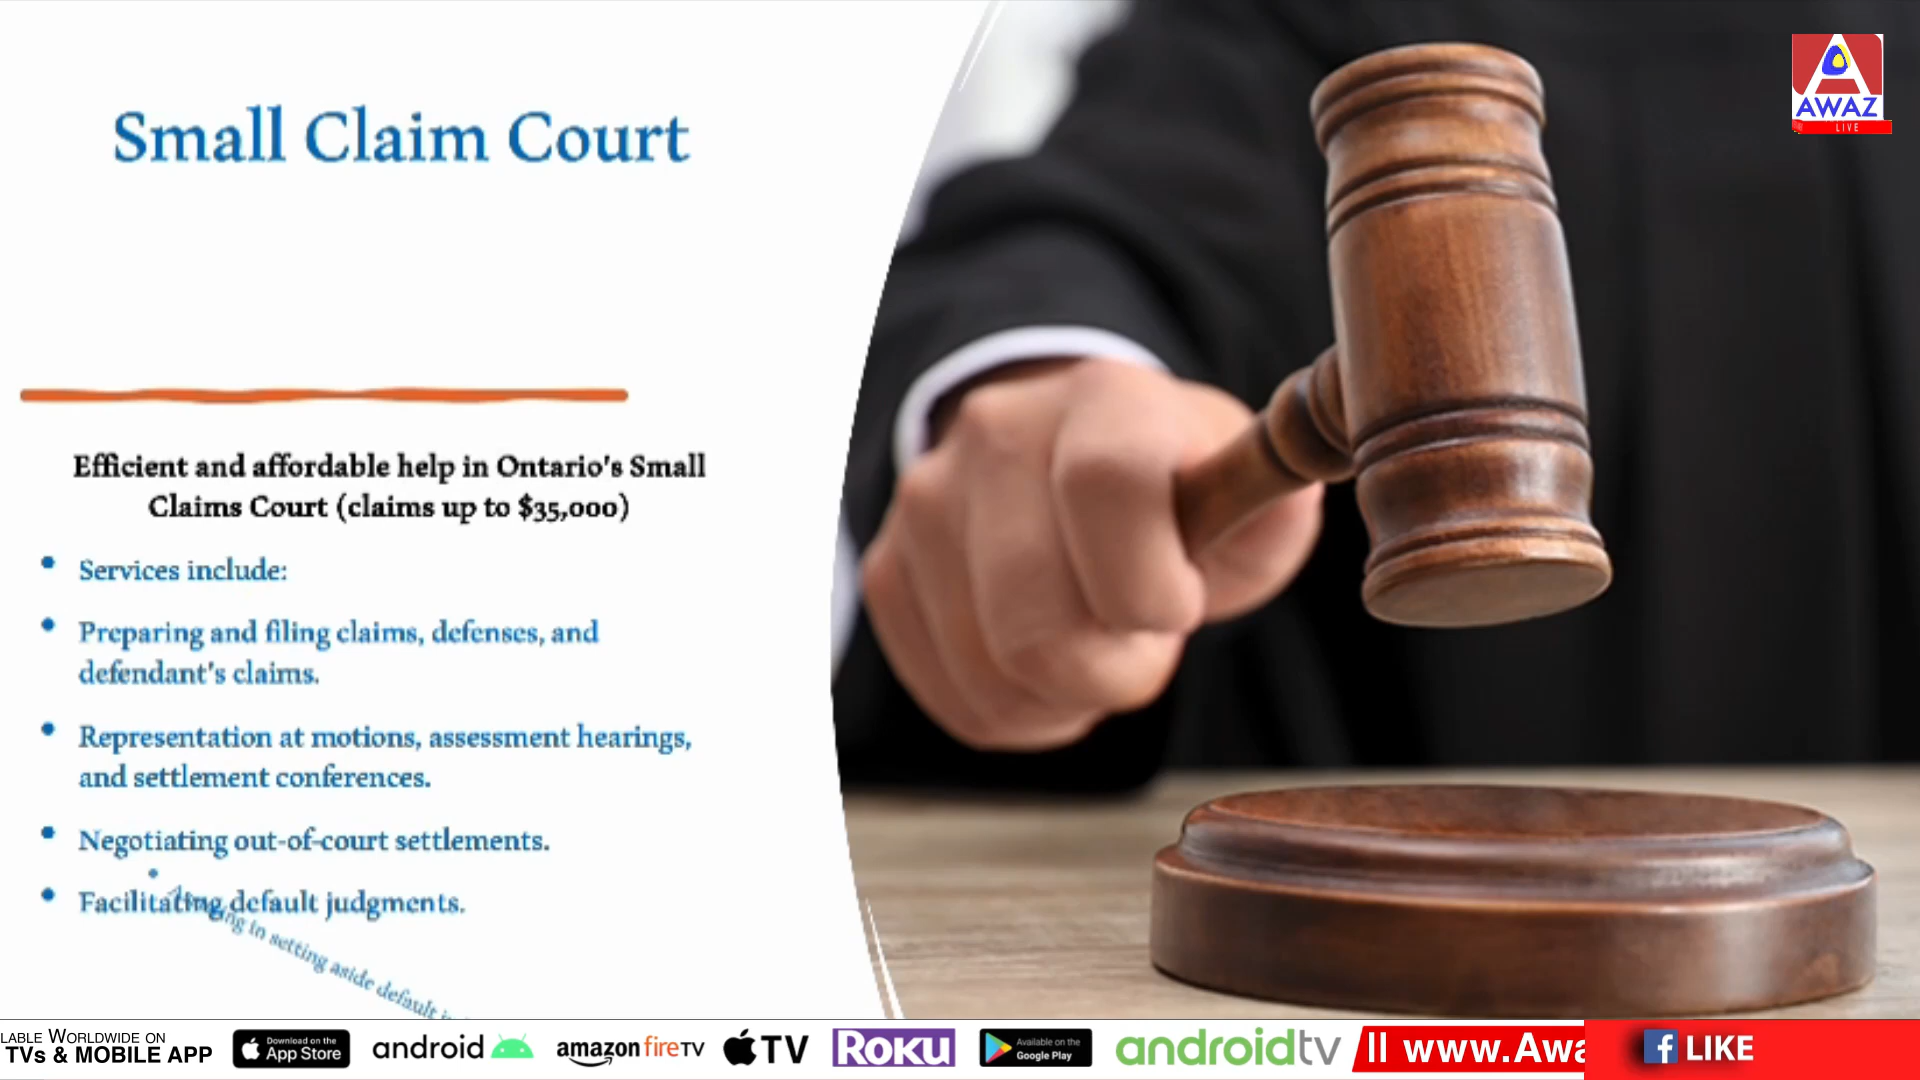 Small Claim Court
AWAZ
LIVE
Efficient and affordable help in Ontario's Small
Claims Court (claims up to $35,000)
Services include:
Preparing and filing claims, defenses, and
defendant's claims.
Representation at motions, assessment hearings,
and settlement conferences.
Negotiating out-of-court settlements.
Facilitating default judgments.
in setting aside default
LABLE WORLDWIDE ON
TVs & MOBILE APP
Download on the
App Store
android
amazon fireTV
TV
ROKU
Available on the
Google Play
androidtv
II www.Awa
LIKE